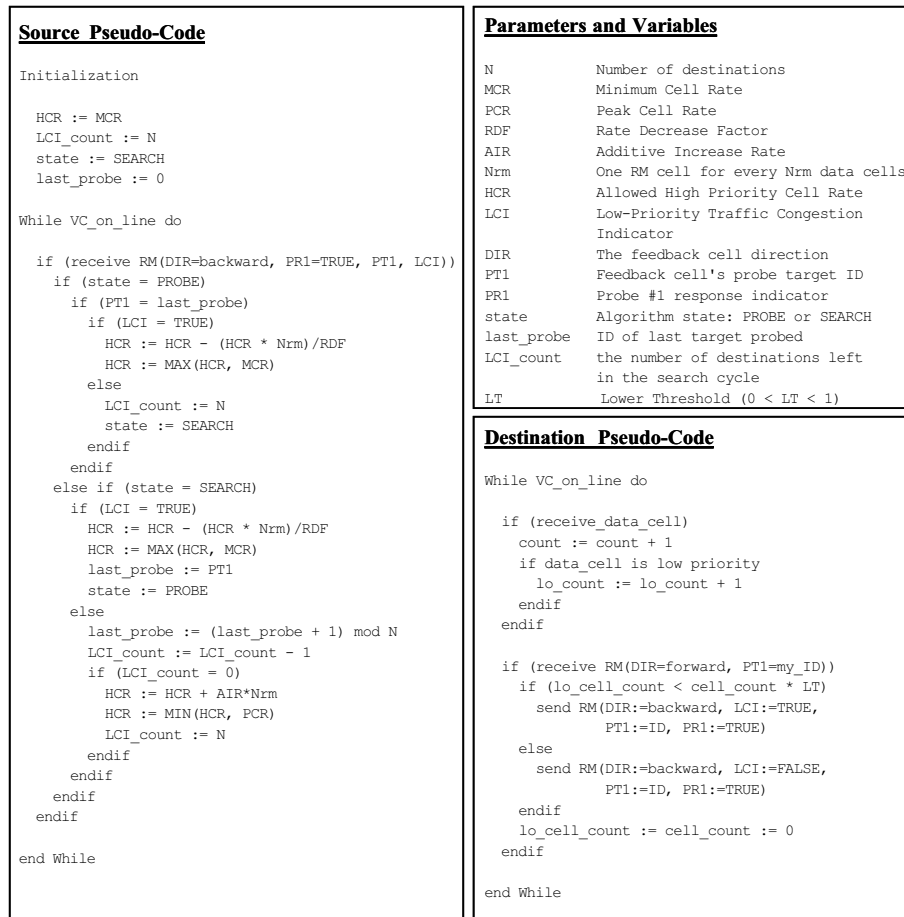 Source Pseudo-Code
Initialization
HCR := MCR
LCI_count := N
state := SEARCH
last_probe := 0
While VC_on_line do
if (receive RM(DIR=backward, PR1=TRUE, PT1, LCI))
if (state = PROBE)
if (PT1 = last_probe)
if (LCI = TRUE)
HCR := HCR - (HCR * Nrm)/RDF
HCR := MAX(HCR, MCR)
else
LCI_count := N
state := SEARCH
endif
endif
else if (state = SEARCH)
if (LCI = TRUE)
HCR := HCR - (HCR * Nrm)/RDF
HCR := MAX(HCR, MCR)
last_probe := PT1
state := PROBE
else
last_probe := (last_probe + 1) mod N
LCI_count := LCI_count - 1
if (LCI_count = 0)
HCR := HCR + AIR*Nrm
HCR := MIN(HCR, PCR)
LCI_count := N
endif
endif
endif
endif
end While
Parameters and Variables
N Number of destinations
MCR Minimum Cell Rate
PCR Peak Cell Rate
RDF Rate Decrease Factor
AIR Additive Increase Rate
Nrm One RM cell for every Nrm data cells
HCR Allowed High Priority Cell Rate
LCI Low-Priority Traffic Congestion
Indicator
DIR The feedback cell direction
PT1 Feedback cell's probe target ID
PR1 Probe #1 response indicator
state Algorithm state: PROBE or SEARCH
last_probe ID of last target probed
LCI_count the number of destinations left
in the search cycle
LT Lower Threshold (0 < LT < 1)
Destination Pseudo-Code
While VC_on_line do
if (receive_data_cell)
count := count + 1
if data_cell is low priority
lo_count := lo_count + 1
endif
endif
if (receive RM(DIR=forward, PT1=my_ID))
if (lo_cell_count < cell_count * LT)
send RM(DIR:=backward, LCI:=TRUE,
PT1:=ID, PR1:=TRUE)
else
send RM(DIR:=backward, LCI:=FALSE,
PT1:=ID, PR1:=TRUE)
endif
lo_cell_count := cell_count := 0
endif
end While